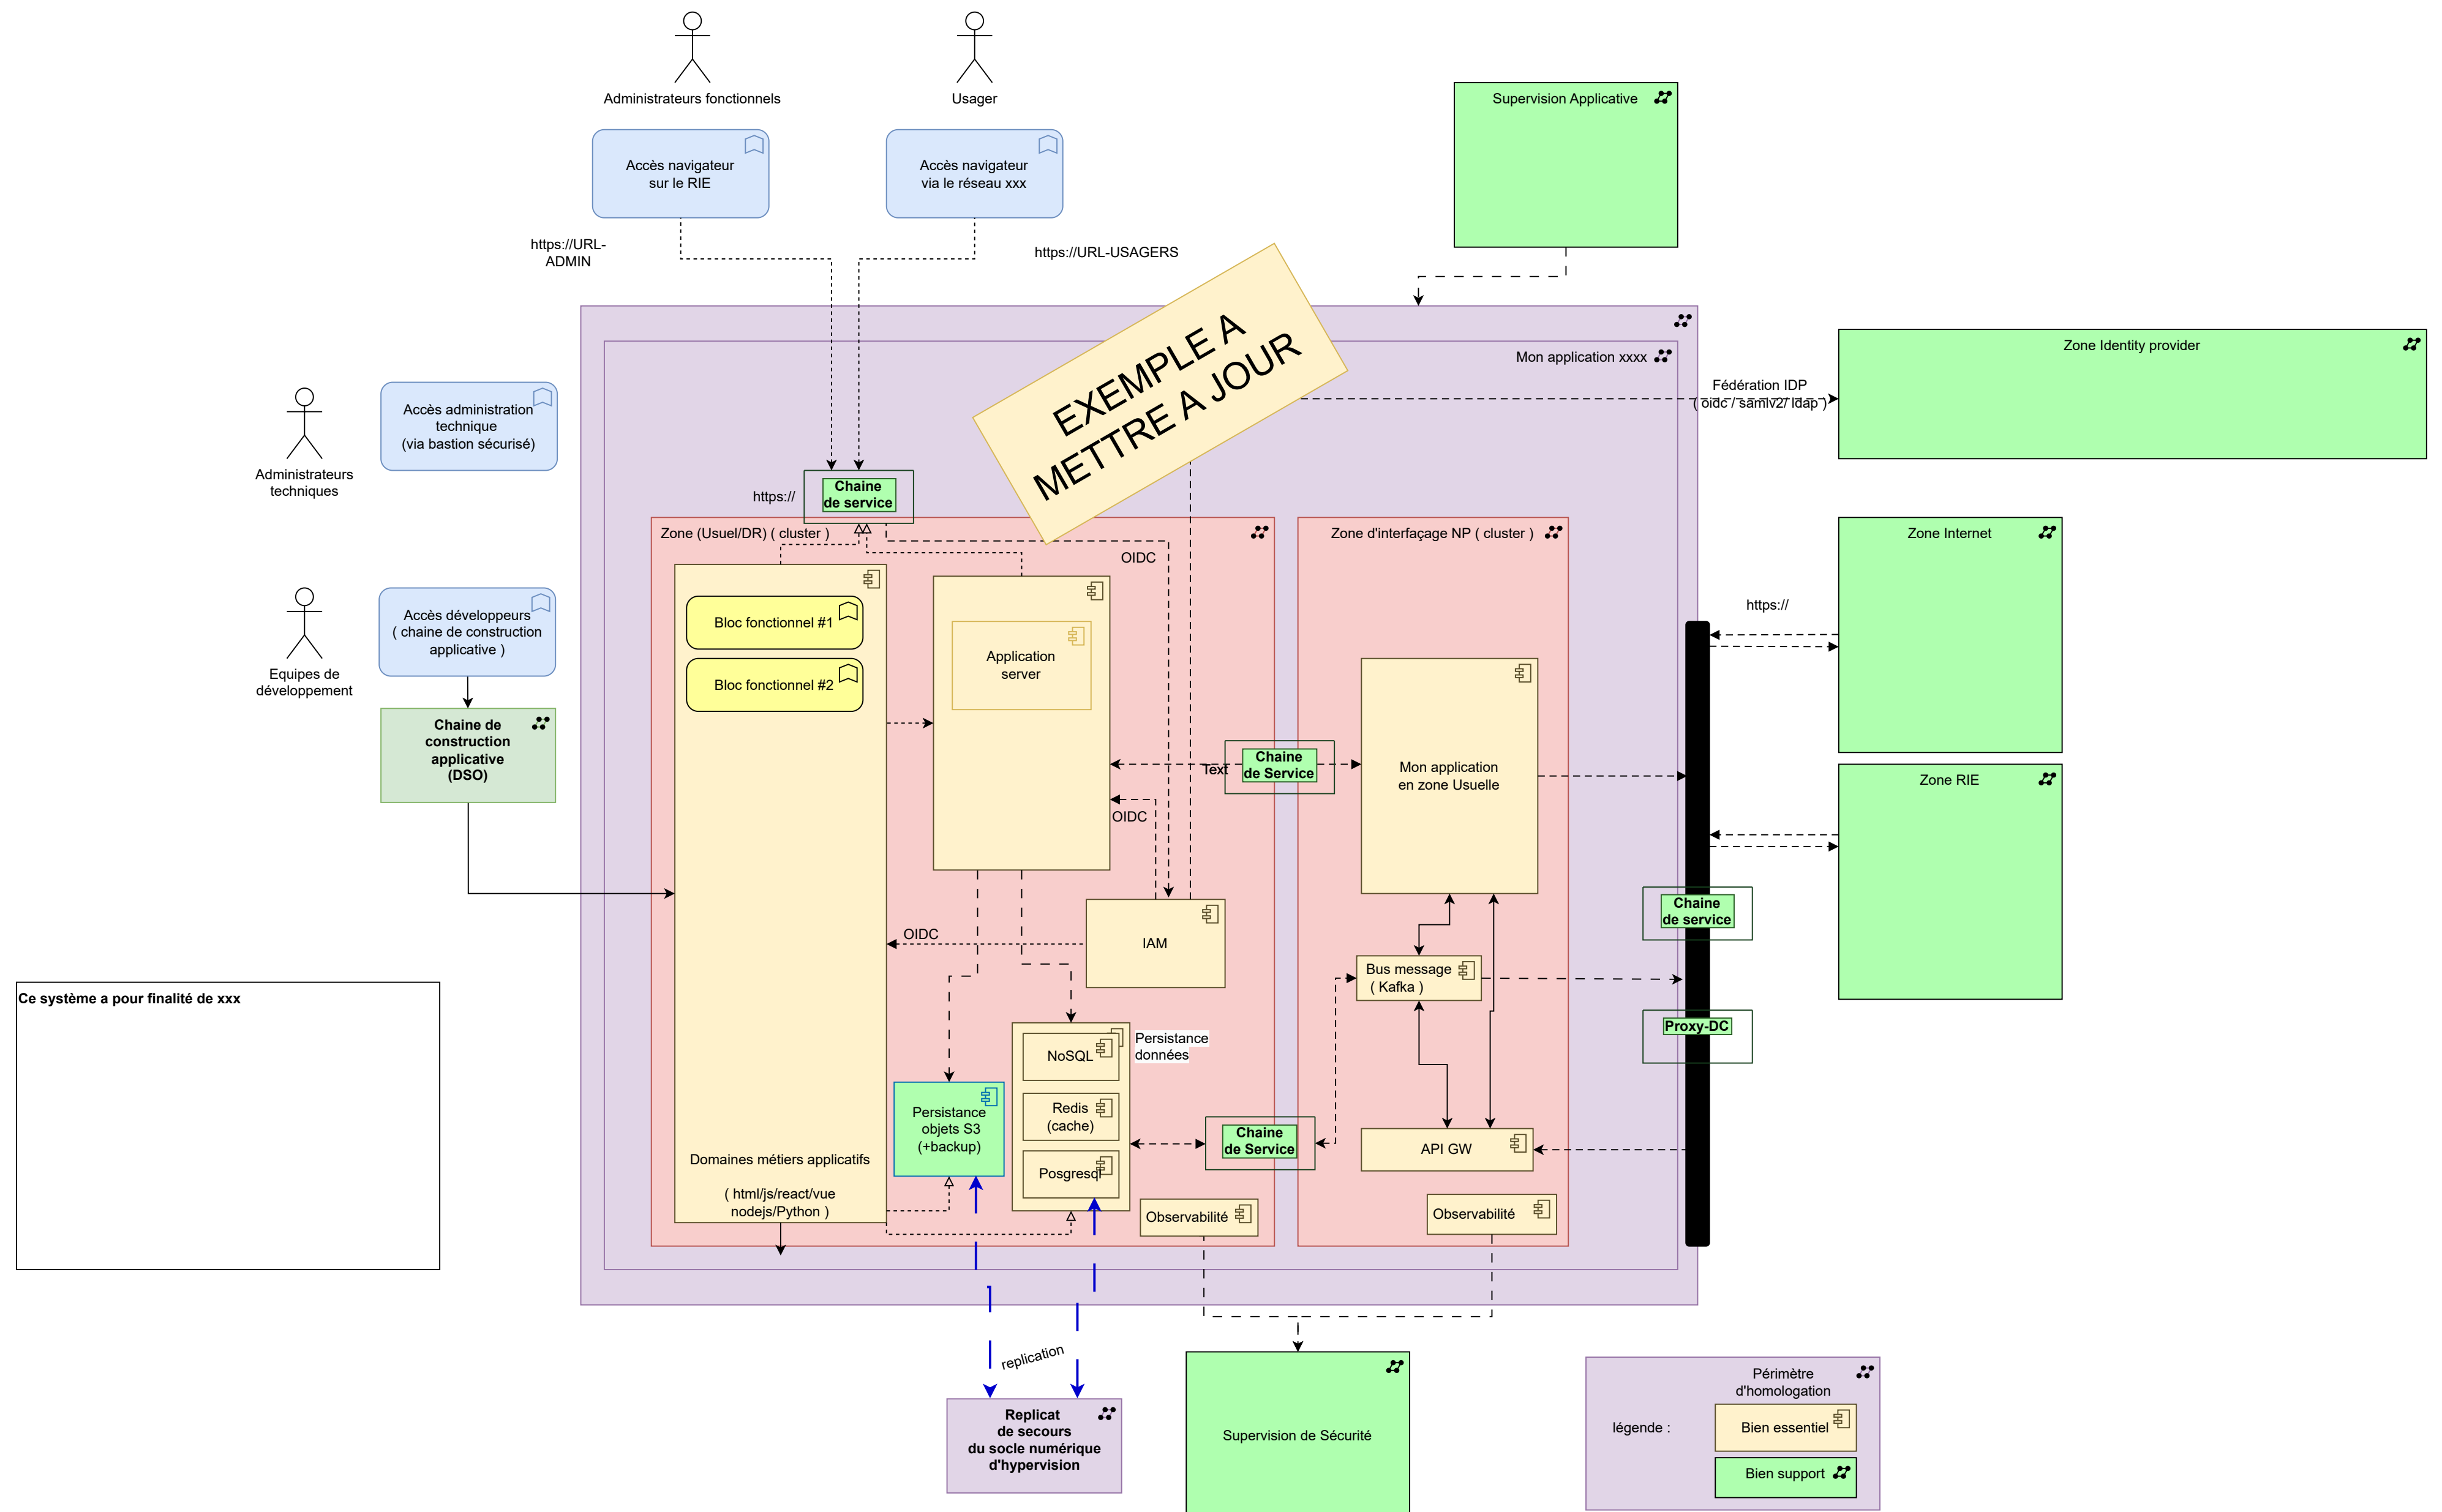 Administrateurs fonctionnels
Usager
Accès navigateur
sur le RIE
Accès navigateur
via le réseau xxx
Supervision Applicative
https://URL-
ADMIN
https://URL-USAGERS
EXEMPLE A
METTRE A JOUR
Mon application xxxx
Zone Identity provider
Fédération IDP
( oidc / samlv2/ ldap )
Administrateurs
techniques
Accès administration
technique
(via bastion sécurisé)
https://
Chaine
de service
Zone (Usuel/DR) ( cluster )
OIDC
Zone d'interfaçage NP ( cluster )
Zone Internet
https://
Equipes de
développement
Accès développeurs
( chaine de construction
applicative )
Chaine de
construction
applicative
(DSO)
Bloc fonctionnel #1
Bloc fonctionnel #2
Application
server
Text
Chaine
de Service
Mon application
en zone Usuelle
Zone RIE
OIDC
OIDC
IAM
Bus message
( Kafka )
Chaine
de service
Proxy-DC
Ce système a pour finalité de xxx
NoSQL
Redis
(cache)
Posgresql
Persistance
données
Persistance
objets S3
(+backup)
Chaine
de Service
API GW
Domaines métiers applicatifs
( html/js/react/vue
nodejs/Python )
Observabilité
Observabilité
replication
Replicat
de secours
du socle numérique
d'hypervision
Supervision de Sécurité
Périmètre
d'homologation
légende :
Bien essentiel
Bien support